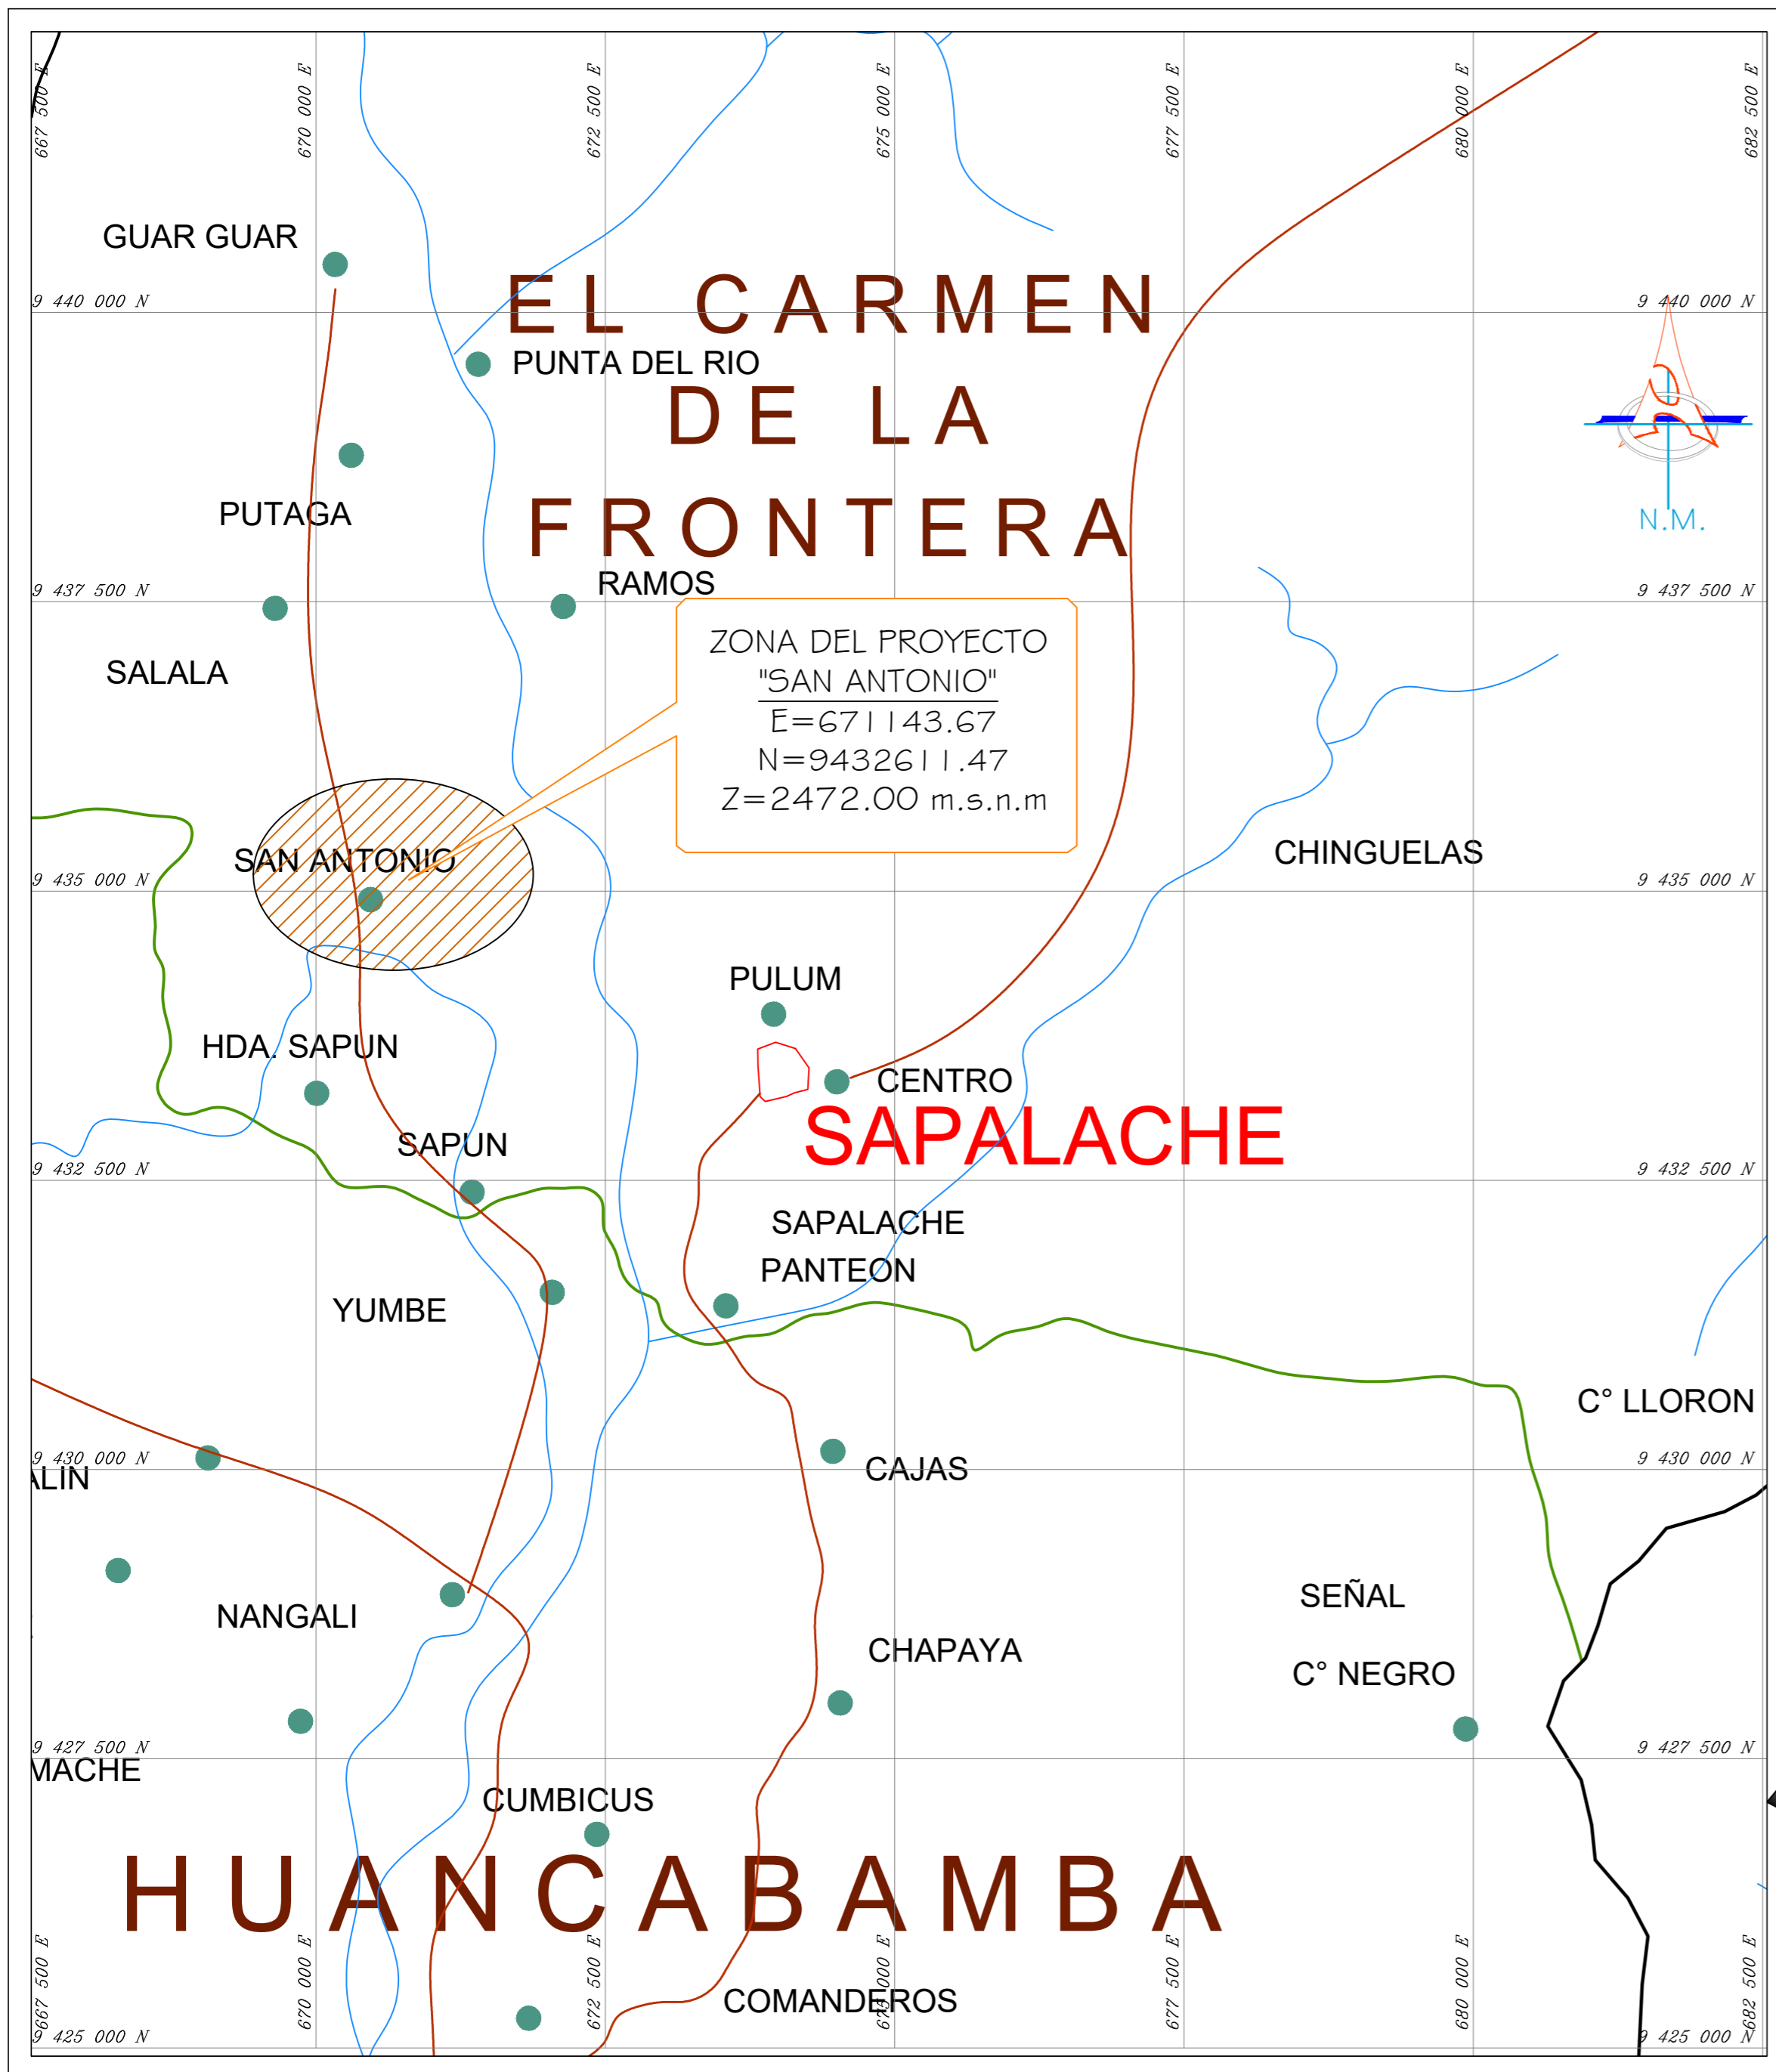 667 500 E
670 000 E
672 500 E
675 000 E
677 500 E
680 000 E
682 500 E
GUAR GUAR
EL CARMEN
9 440 000 N
9 440 000 N
PUNTA DEL RIO
DE LA
PUTAGA
FRONTERA
N.M.
RAMOS
9 437 500 N
9 437 500 N
ZONA DEL PROYECTO
"SAN ANTONIO"
E=671143.67
N=9432611.47
Z=2472.00 m.s.n.m
SALALA
CHINGUELAS
SAN ANTONIO
9 435 000 N
9 435 000 N
PULUM
HDA. SAPUN
CENTRO
SAPALACHE
SAPUN
9 432 500 N
9 432 500 N
SAPALACHE
PANTEON
YUMBE
C° LLORON
9 430 000 N
9 430 000 N
ALIN
CAJAS
SEÑAL
NANGALI
CHAPAYA
C° NEGRO
9 427 500 N
9 427 500 N
MACHE
CUMBICUS
HUANCABAMBA
COMANDEROS
667 500 E
670 000 E
672 500 E
675 000 E
677 500 E
680 000 E
682 500 E
9 425 000 N
9 425 000 N